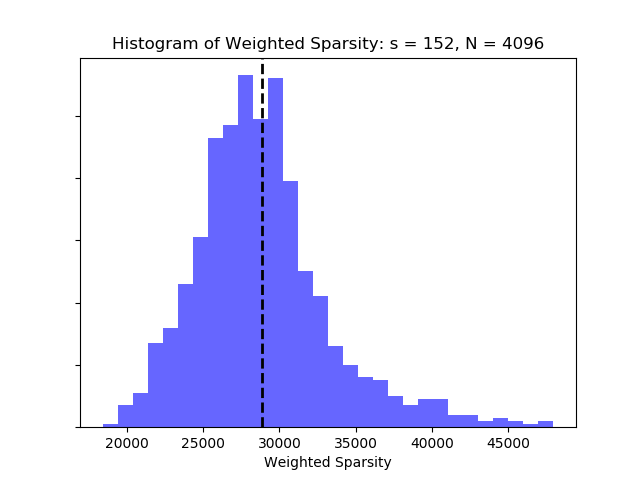 Histogram of Weighted Sparsity: s = 152, N = 4096
20000 25000 30000 35000 40000 45000
Weighted Sparsity